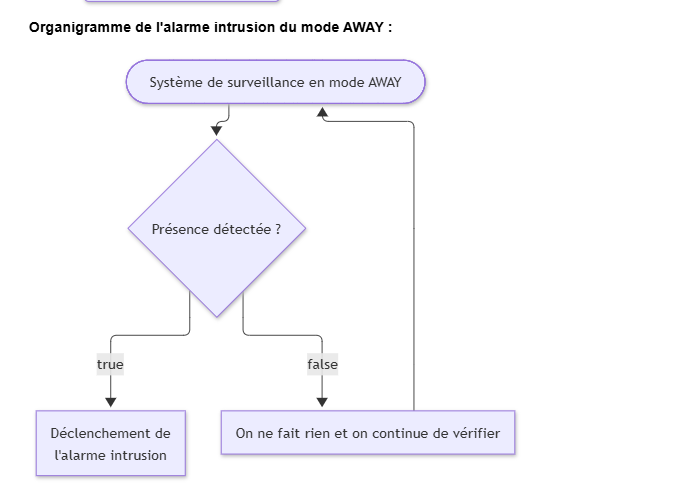 Organigramme de l'alarme intrusion du mode AWAY :
Système de surveillance en mode AWAY
Présence détectée ?
true
false
Déclenchement de
l'alarme intrusion
On ne fait rien et on continue de vérifier